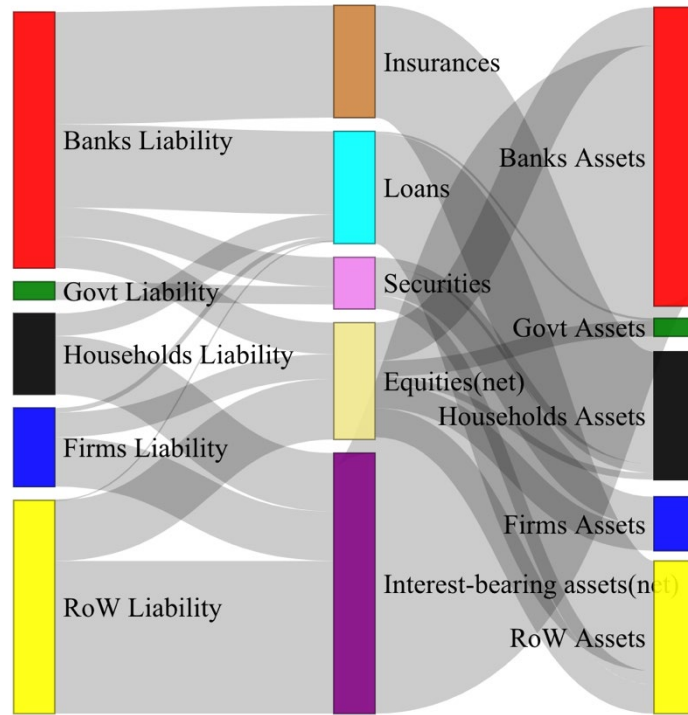 Banks Liability
Govt Liability
Households Liability
Firms Liability
RoW Liability
Insurances
Loans
Securities
Equities(net)
Interest-bearing assets(net)
Banks Assets
Govt Assets
Households Assets
Firms Assets
RoW Assets